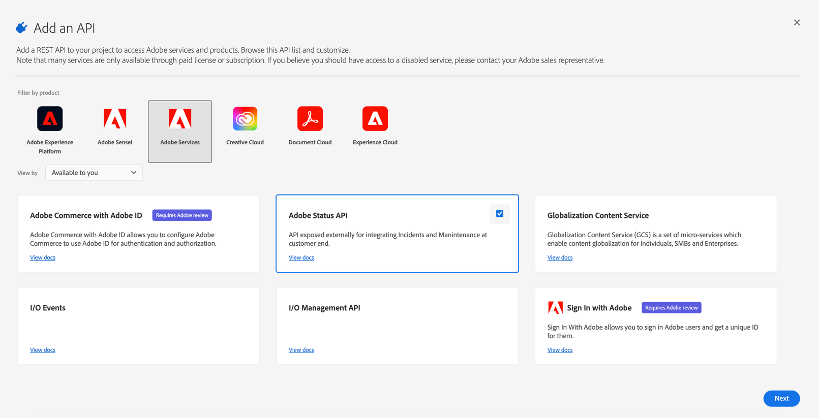 Add an API
Add a REST API to your project to access Adobe services and products. Browse this API list and customize.
Note that many services are only available through paid license or subscription. If you believe you should have access to a disabled service, please contact your Adobe sales representative.
Filter by product
Adobe Experience
Platform
Adobe Sensei
Adobe Services
Creative Cloud
Document Cloud
Experience Cloud
View by
Available to you
Adobe Commerce with Adobe ID
Requires Adobe review
Adobe Commerce with Adobe ID allows you to configure Adobe
Commerce to use Adobe ID for authentication and authorization.
View docs
Adobe Status API
API exposed externally for integrating Incidents and Manintenance at
customer end.
View docs
Globalization Content Service
Globalization Content Service (GCS) is a set of micro-services which
enable content globalization for Individuals, SMBs and Enterprises.
View docs
I/O Events
View docs
I/O Management API
View docs
Sign In with Adobe
Requires Adobe review
Sign In With Adobe allows you to sign in Adobe users and get a unique ID
for them.
View docs
Next